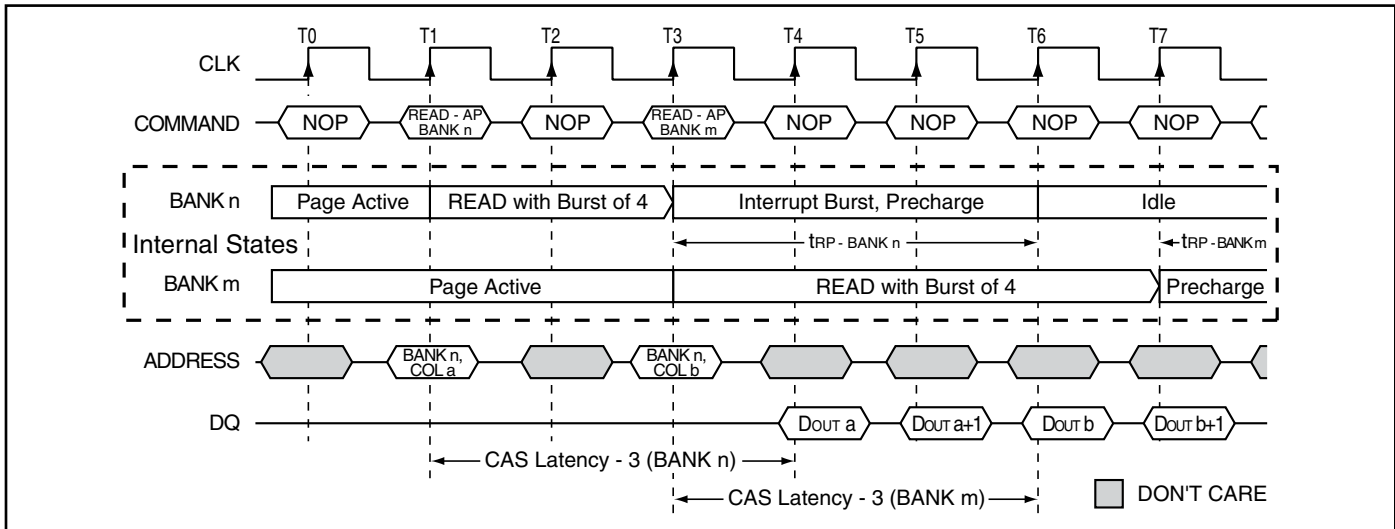 T0 T1 T2 T3 T4 T5 T6 T7
CLK
COMMAND NOP READ - AP BANK n NOP READ - AP BANK m NOP NOP NOP NOP
BANK n Page Active READ with Burst of 4 Interrupt Burst, Precharge Idle
Internal States tRP - BANK n tRP - BANK m
BANK m Page Active READ with Burst of 4 Precharge
ADDRESS BANK n, COL a BANK n, COL b
DQ DOUT a DOUT a+1 DOUT b DOUT b+1
CAS Latency - 3 (BANK n)
CAS Latency - 3 (BANK m) DON'T CARE